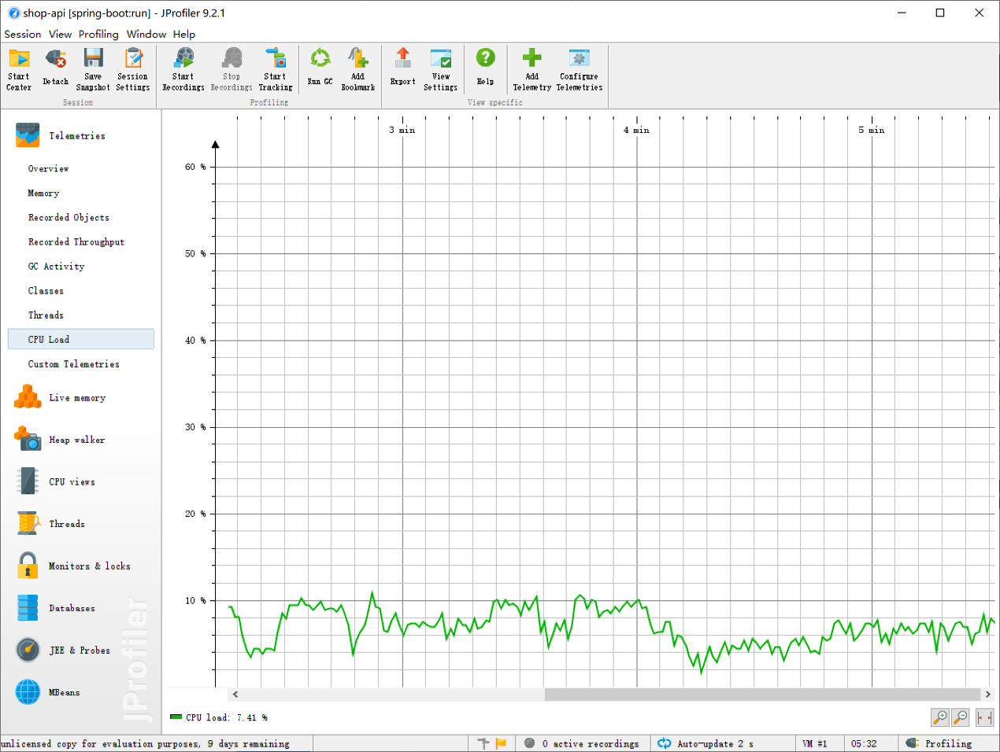 shop-api [spring-boot:run] - JProfiler 9.2.1
Session View Profiling Window Help
Start Center
Detach
Save Snapshot
Session Settings
Start Recordings
Stop Recordings
Start Tracking
Run GC
Add Bookmark
Export
View Settings
Help
Add Telemetry
Configure Telemetries
Session
Profiling
View specific
Telemetries
Overview
Memory
Recorded Objects
Recorded Throughput
GC Activity
Classes
Threads
CPU Load
Custom Telemetries
Live memory
Heap walker
CPU views
Threads
Monitors & locks
Databases
JEE & Probes
MBeans
JProfiler
3 min
4 min
5 min
60 %
50 %
40 %
30 %
20 %
10 %
CPU load: 7.41 %
unlicensed copy for evaluation purposes, 9 days remaining
0 active recordings
Auto-update 2 s
VM #1
05:32
Profiling